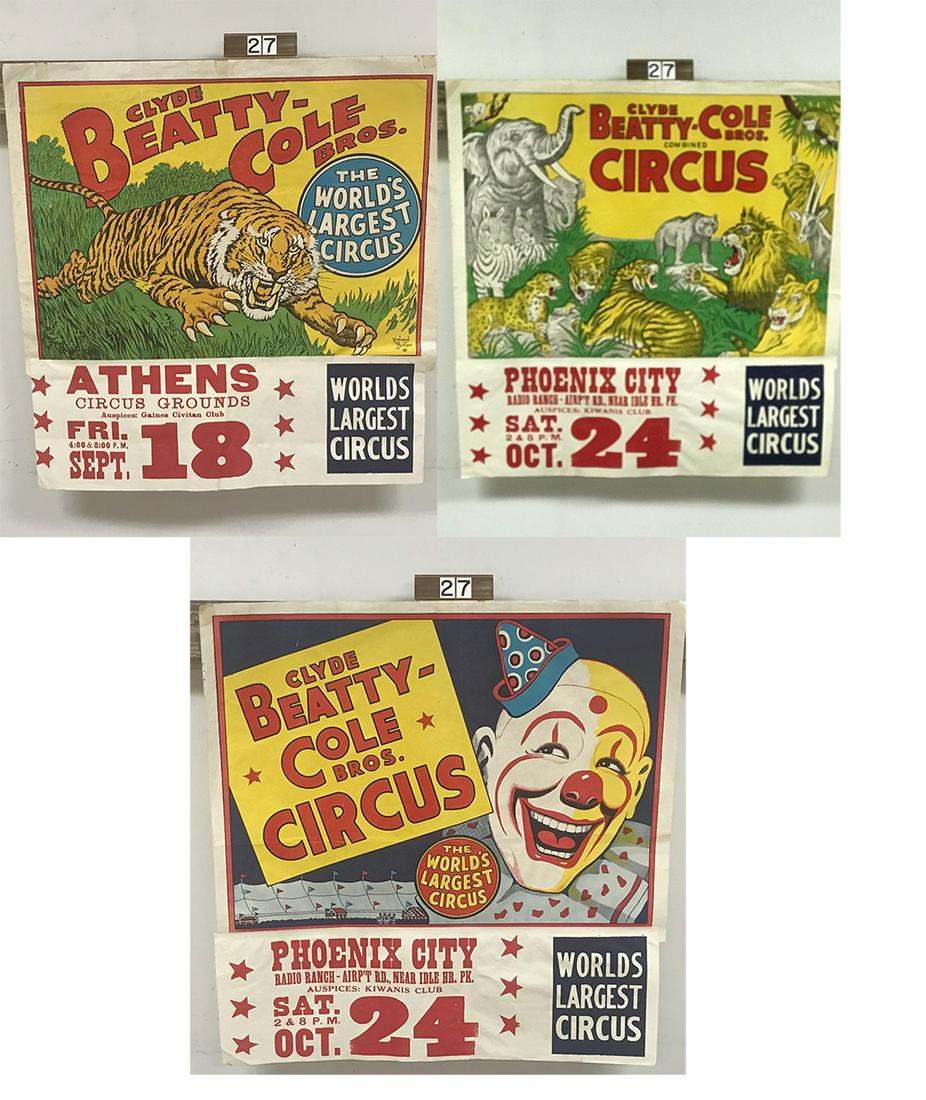 27
CLYDE
BEATTY-
COLE
BROS.
THE
WORLD'S
LARGEST
CIRCUS
Roland
Butler
ATHENS
CIRCUS GROUNDS
Auspices: Gaines Civitan Club
FRI.
4:00 & 8:00 P.M.
SEPT. 18
WORLDS
LARGEST
CIRCUS
27
CLYDE
BEATTY-COLE
BROS.
COMBINED
CIRCUS
PHOENIX CITY
RADIO RANCH - AIRP'T RD., NEAR IDLE HR. PK.
AUSPICES: KIWANIS CLUB
SAT.
2 & 8 P.M.
OCT. 24
WORLDS
LARGEST
CIRCUS
27
CLYDE
BEATTY-
COLE
BROS.
CIRCUS
THE
WORLD'S
LARGEST
CIRCUS
PHOENIX CITY
RADIO RANCH - AIRP'T RD., NEAR IDLE HR. PK.
AUSPICES: KIWANIS CLUB
SAT.
2 & 8 P. M.
OCT. 24
WORLDS
LARGEST
CIRCUS